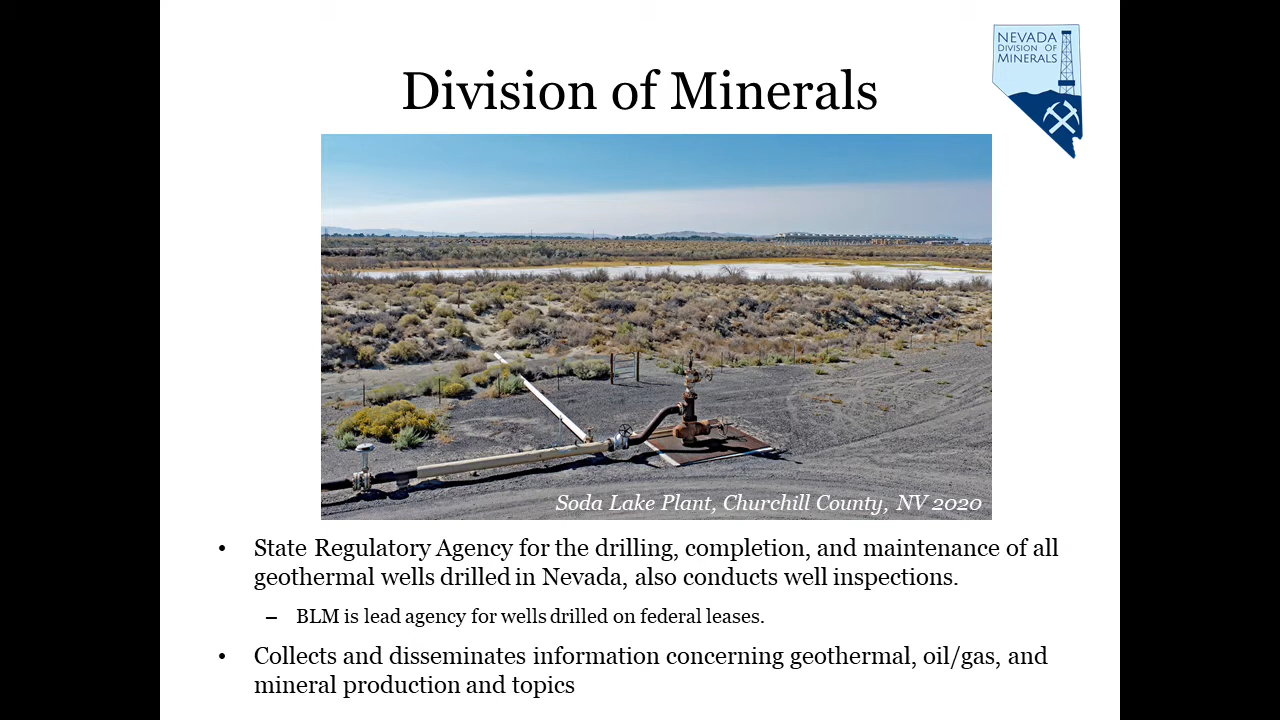 NEVADA
DIVISION OF
MINERALS
Division of Minerals
Soda Lake Plant, Churchill County, NV 2020
• State Regulatory Agency for the drilling, completion, and maintenance of all
geothermal wells drilled in Nevada, also conducts well inspections.
– BLM is lead agency for wells drilled on federal leases.
• Collects and disseminates information concerning geothermal, oil/gas, and
mineral production and topics